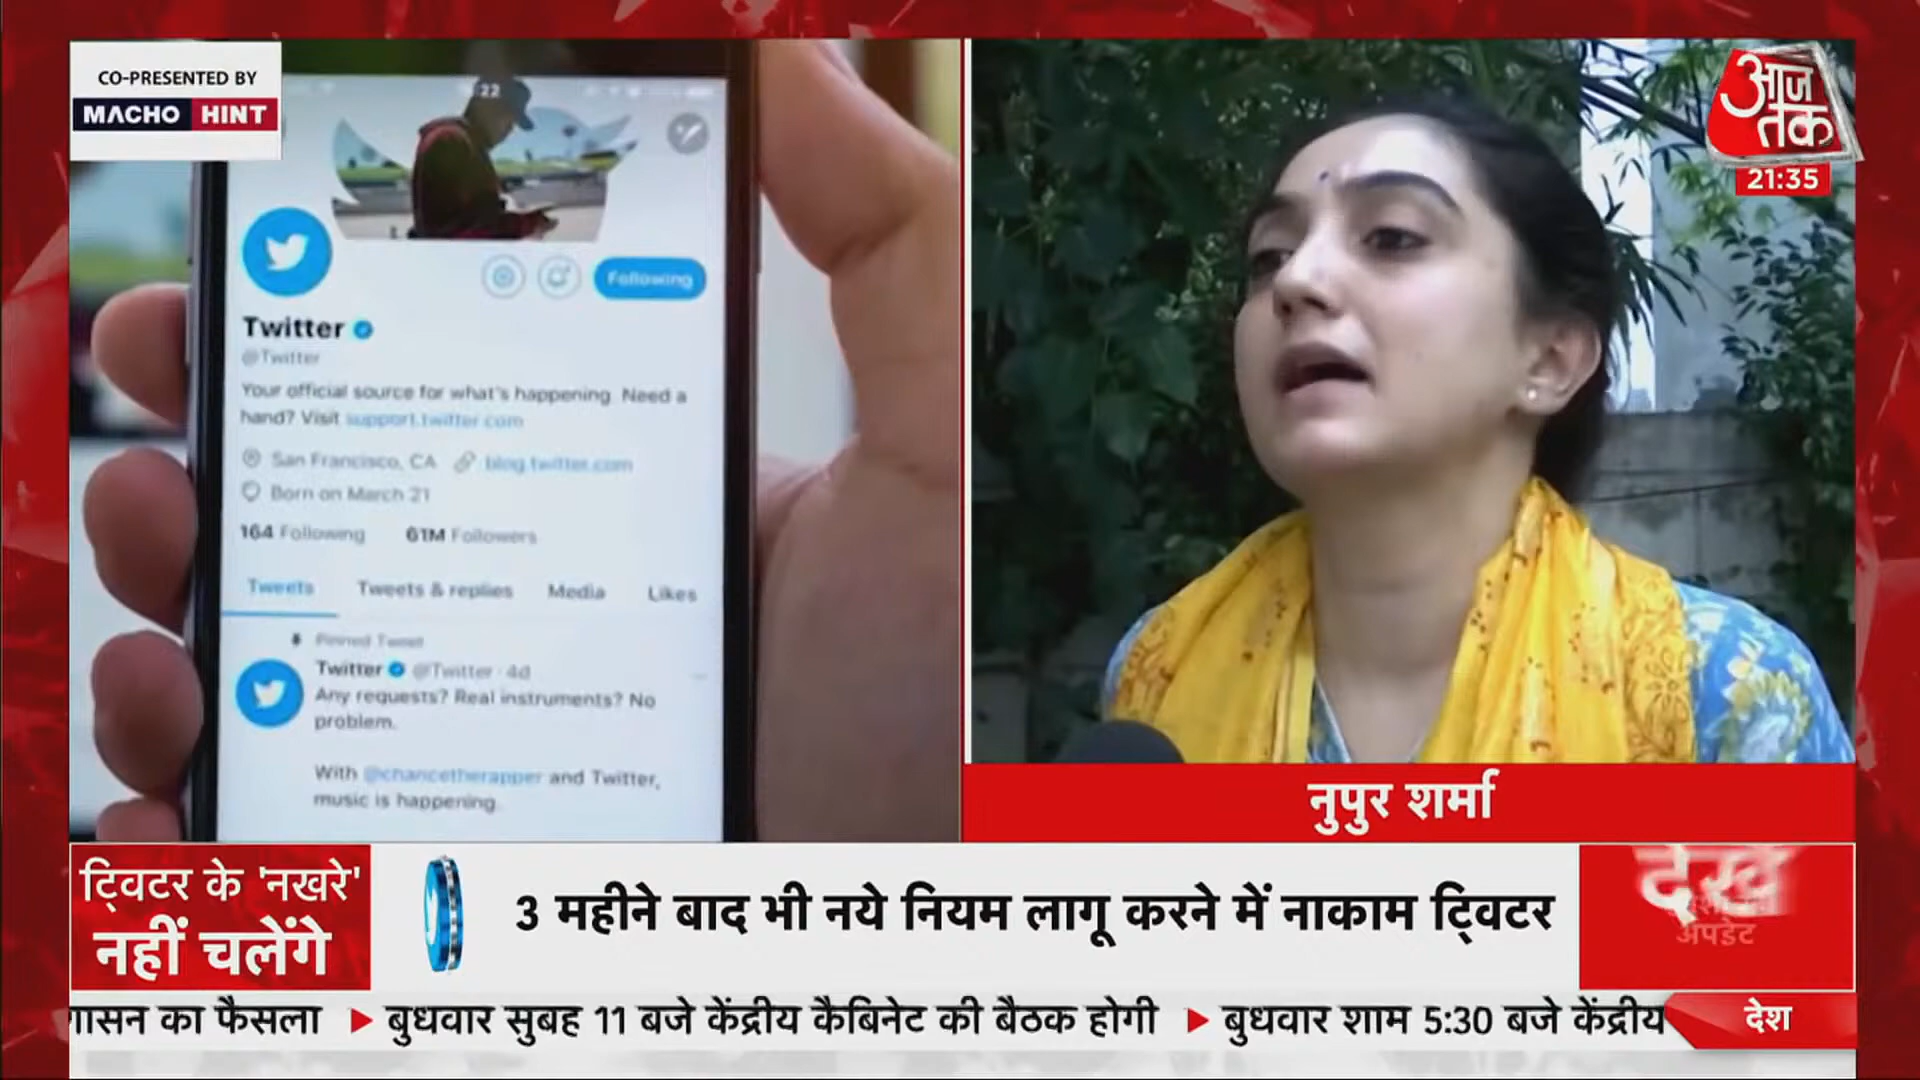 CO-PRESENTED BY
MACHO HINT
22
Following
Twitter
@Twitter
Your official source for what's happening. Need a
hand? Visit support.twitter.com
San Francisco, CA blog.twitter.com
Born on March 21
164 Following 61M Followers
Tweets Tweets & replies Media Likes
Pinned Tweet
Twitter @Twitter · 4d
Any requests? Real instruments? No
problem.
With @chancetherapper and Twitter,
music is happening.
आज
तक
21:35
नुपुर शर्मा
ट्विटर के 'नखरे'
नहीं चलेंगे
3 महीने बाद भी नये नियम लागू करने में नाकाम ट्विटर
अपडेट
बुधवार सुबह 11 बजे केंद्रीय कैबिनेट की बैठक होगी बुधवार शाम 5:30 बजे केंद्रीय
का फैसला
देश